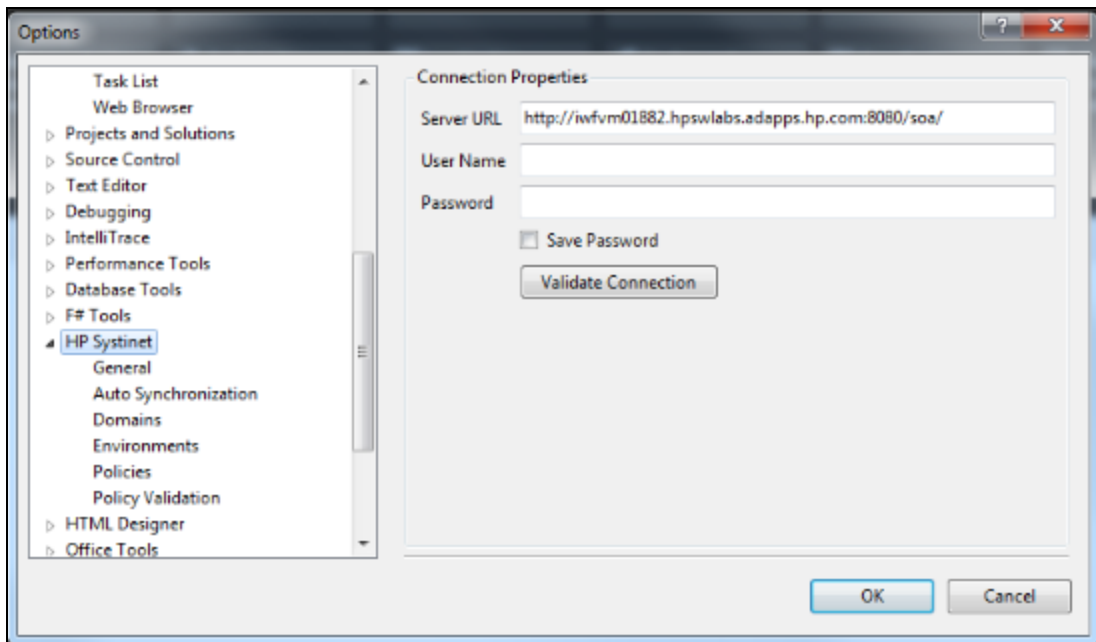 Options
Task List
Web Browser
Projects and Solutions
Source Control
Text Editor
Debugging
IntelliTrace
Performance Tools
Database Tools
F# Tools
HP Systinet
General
Auto Synchronization
Domains
Environments
Policies
Policy Validation
HTML Designer
Office Tools
Connection Properties
Server URL http://iwfvm01882.hpswlabs.adapps.hp.com:8080/soa/
User Name
Password
Save Password
Validate Connection
OK Cancel